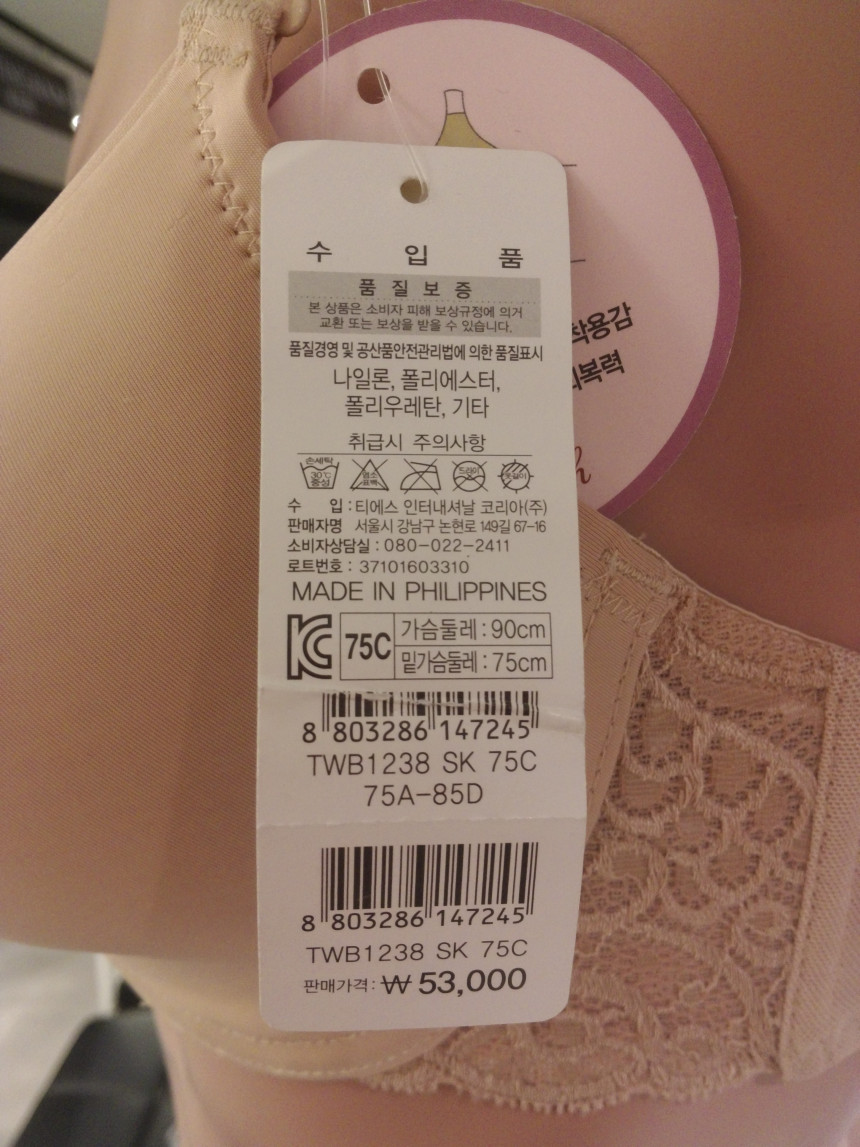 수 입 품
품 질 보 증
본 상품은 소비자 피해 보상규정에 의거
교환 또는 보상을 받을 수 있습니다.
품질경영 및 공산품안전관리법에 의한 품질표시
나일론, 폴리에스터,
폴리우레탄, 기타
취급시 주의사항
손세탁
30℃
중성
염소
표백
드라이
수 입 : 티에스 인터내셔날 코리아(주)
판매자명 서울시 강남구 논현로 149길 67-16
소비자상담실 : 080-022-2411
로트번호 : 37101603310
MADE IN PHILIPPINES
75C
가슴둘레 : 90cm
밑가슴둘레 : 75cm
8 803286 147245
TWB1238 SK 75C
75A-85D
8 803286 147245
TWB1238 SK 75C
판매가격: ₩ 53,000
착용감